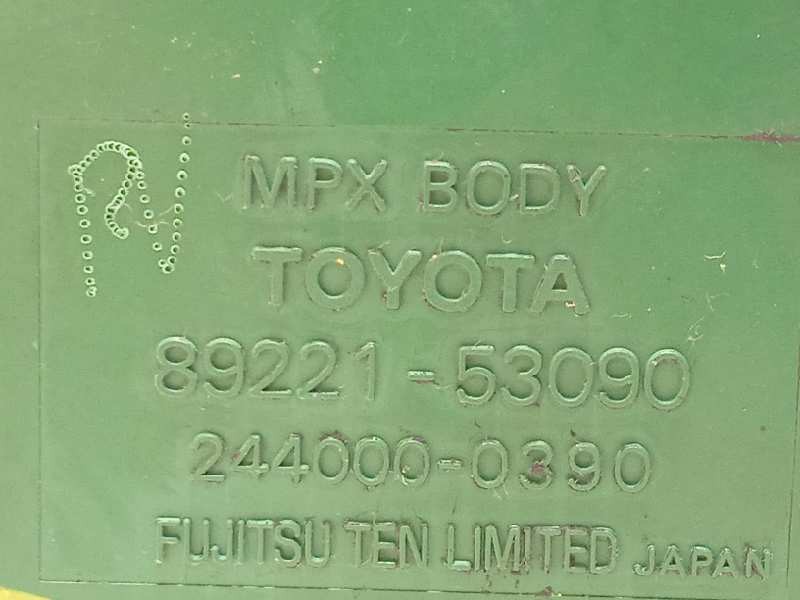 MPX BODY
TOYOTA
89221-53090
244000-0390
FUJITSU TEN LIMITED JAPAN